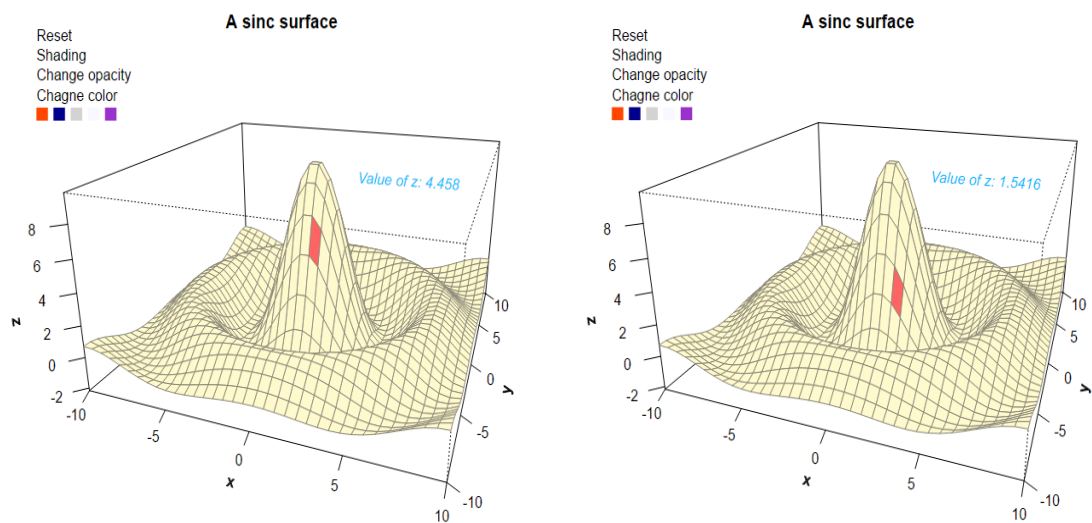 A sinc surface
Reset
Shading
Change opacity
Chagne color
Value of z: 4.458
8
6
4
2
0
-2
z
-10
-5
0
5
10
x
10
5
0
-5
-10
y
A sinc surface
Reset
Shading
Change opacity
Chagne color
Value of z: 1.5416
8
6
4
2
0
-2
z
-10
-5
0
5
10
x
10
5
0
-5
-10
y